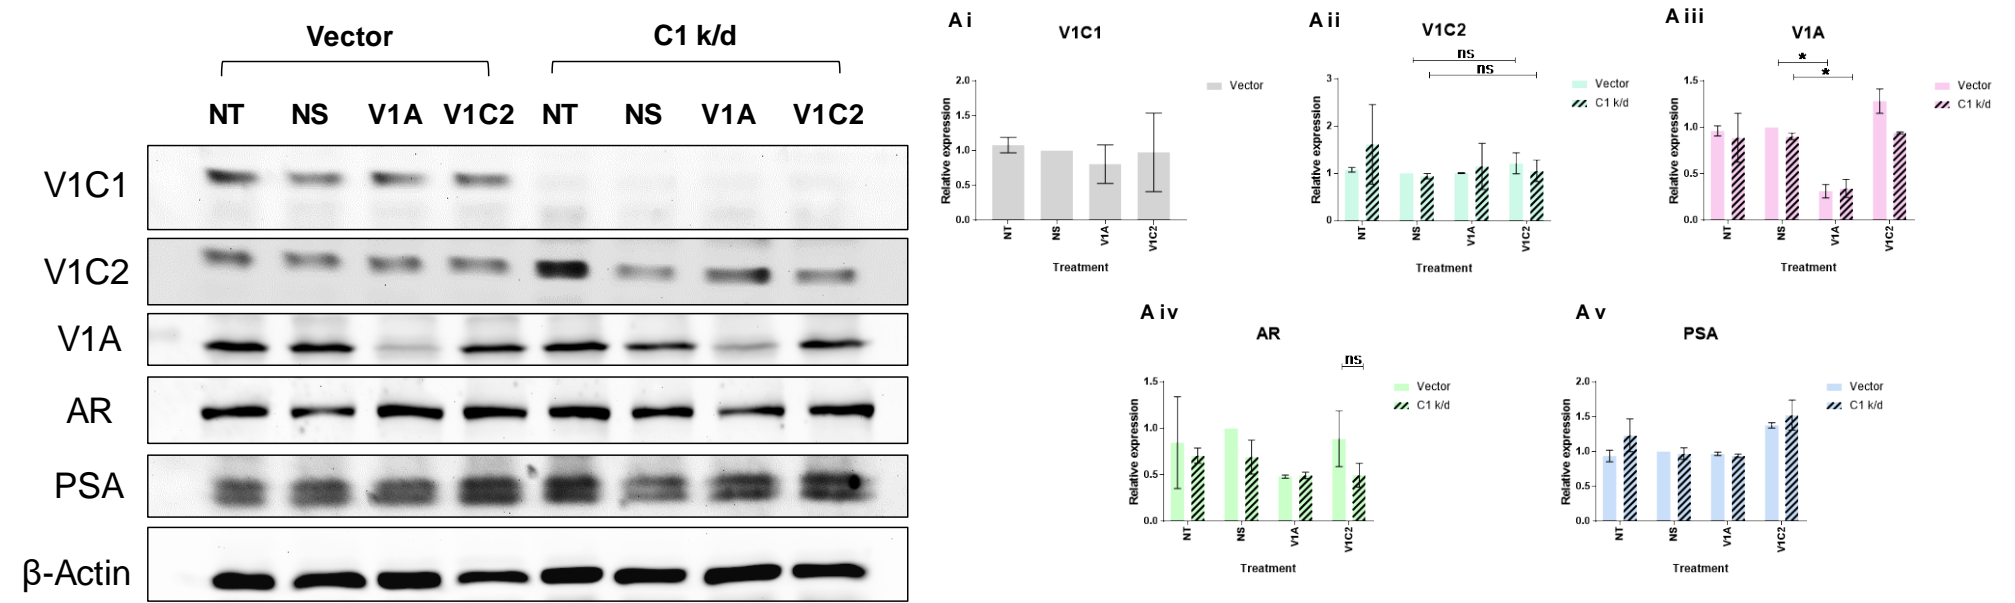 Vector C1 k/d
NT NS V1A V1C2 NT NS V1A V1C2
V1C1
V1C2
V1A
AR
PSA
β-Actin
A i
V1C1
2.0
1.5
1.0
0.5
0.0
Relative expression
NT NS V1A V1C2
Treatment
Vector
A ii
V1C2
ns
ns
3
2
1
0
Relative expression
NT NS V1A V1C2
Treatment
Vector
C1 k/d
A iii
V1A
*
*
1.5
1.0
0.5
0.0
Relative expression
NT NS V1A V1C2
Treatment
Vector
C1 k/d
A iv
AR
ns
1.5
1.0
0.5
0.0
Relative expression
NT NS V1A V1C2
Treatment
Vector
C1 k/d
A v
PSA
2.0
1.5
1.0
0.5
0.0
Relative expression
NT NS V1A V1C2
Treatment
Vector
C1 k/d